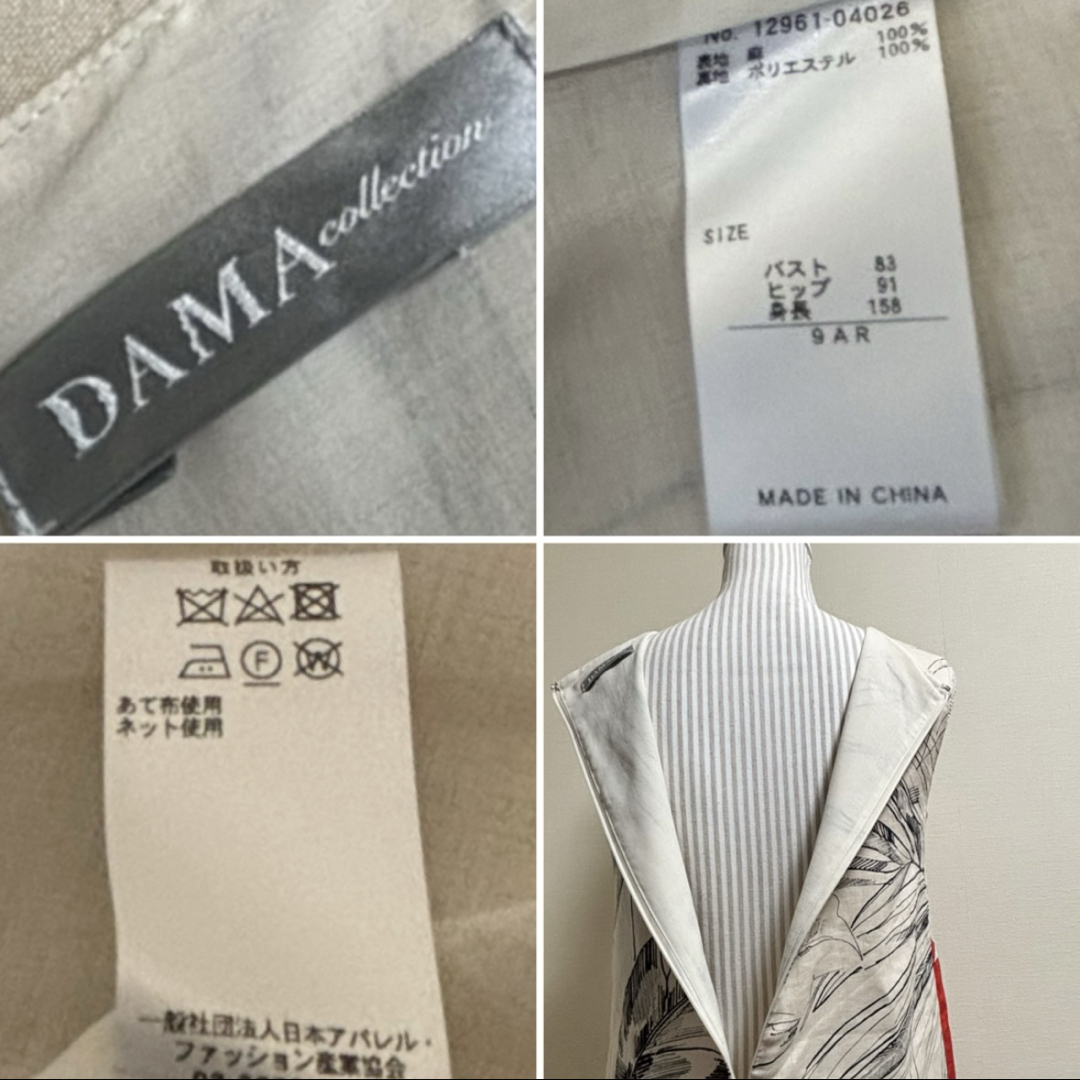 DAMA collection
No. 12961-04026
表地 麻 100%
裏地 ポリエステル 100%
SIZE
バスト 83
ヒップ 91
身長 158
9AR
MADE IN CHINA
取扱い方
F W
あて布使用
ネット使用
一般社団法人日本アパレル・
ファッション産業協会